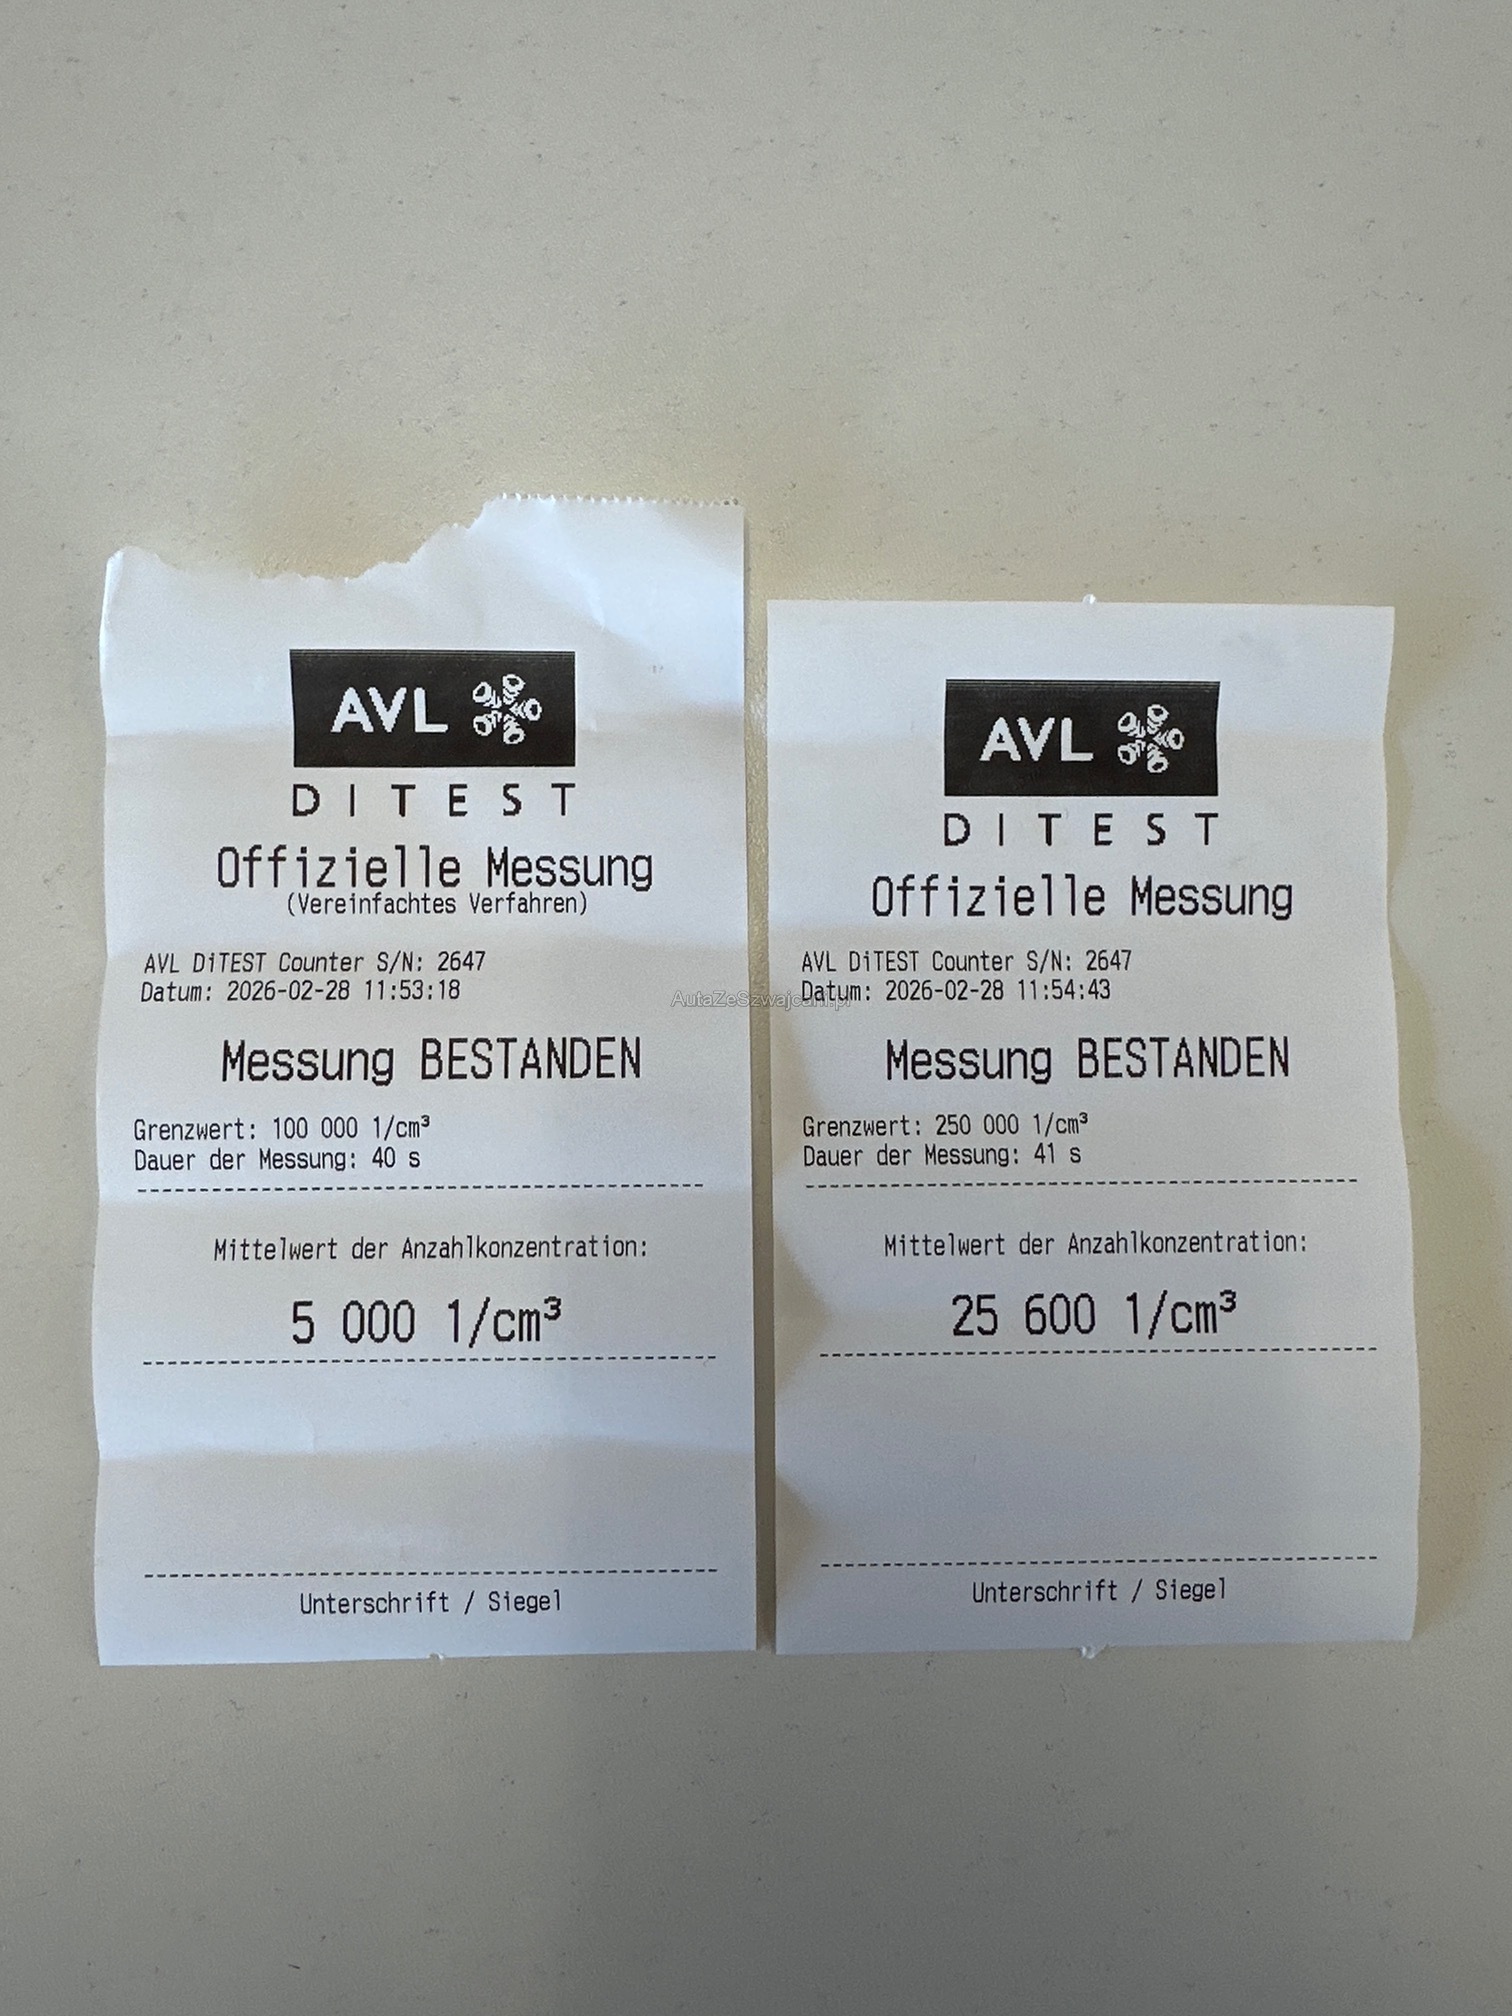 AVL
DITEST
Offizielle Messung
(Vereinfachtes Verfahren)
AVL DiTEST Counter S/N: 2647
Datum: 2026-02-28 11:53:18
Messung BESTANDEN
Grenzwert: 100 000 1/cm³
Dauer der Messung: 40 s
Mittelwert der Anzahlkonzentration:
5 000 1/cm³
Unterschrift / Siegel
AVL
DITEST
Offizielle Messung
AVL DiTEST Counter S/N: 2647
Datum: 2026-02-28 11:54:43
Messung BESTANDEN
Grenzwert: 250 000 1/cm³
Dauer der Messung: 41 s
Mittelwert der Anzahlkonzentration:
25 600 1/cm³
Unterschrift / Siegel
AutaZeSzwajcarii.pl